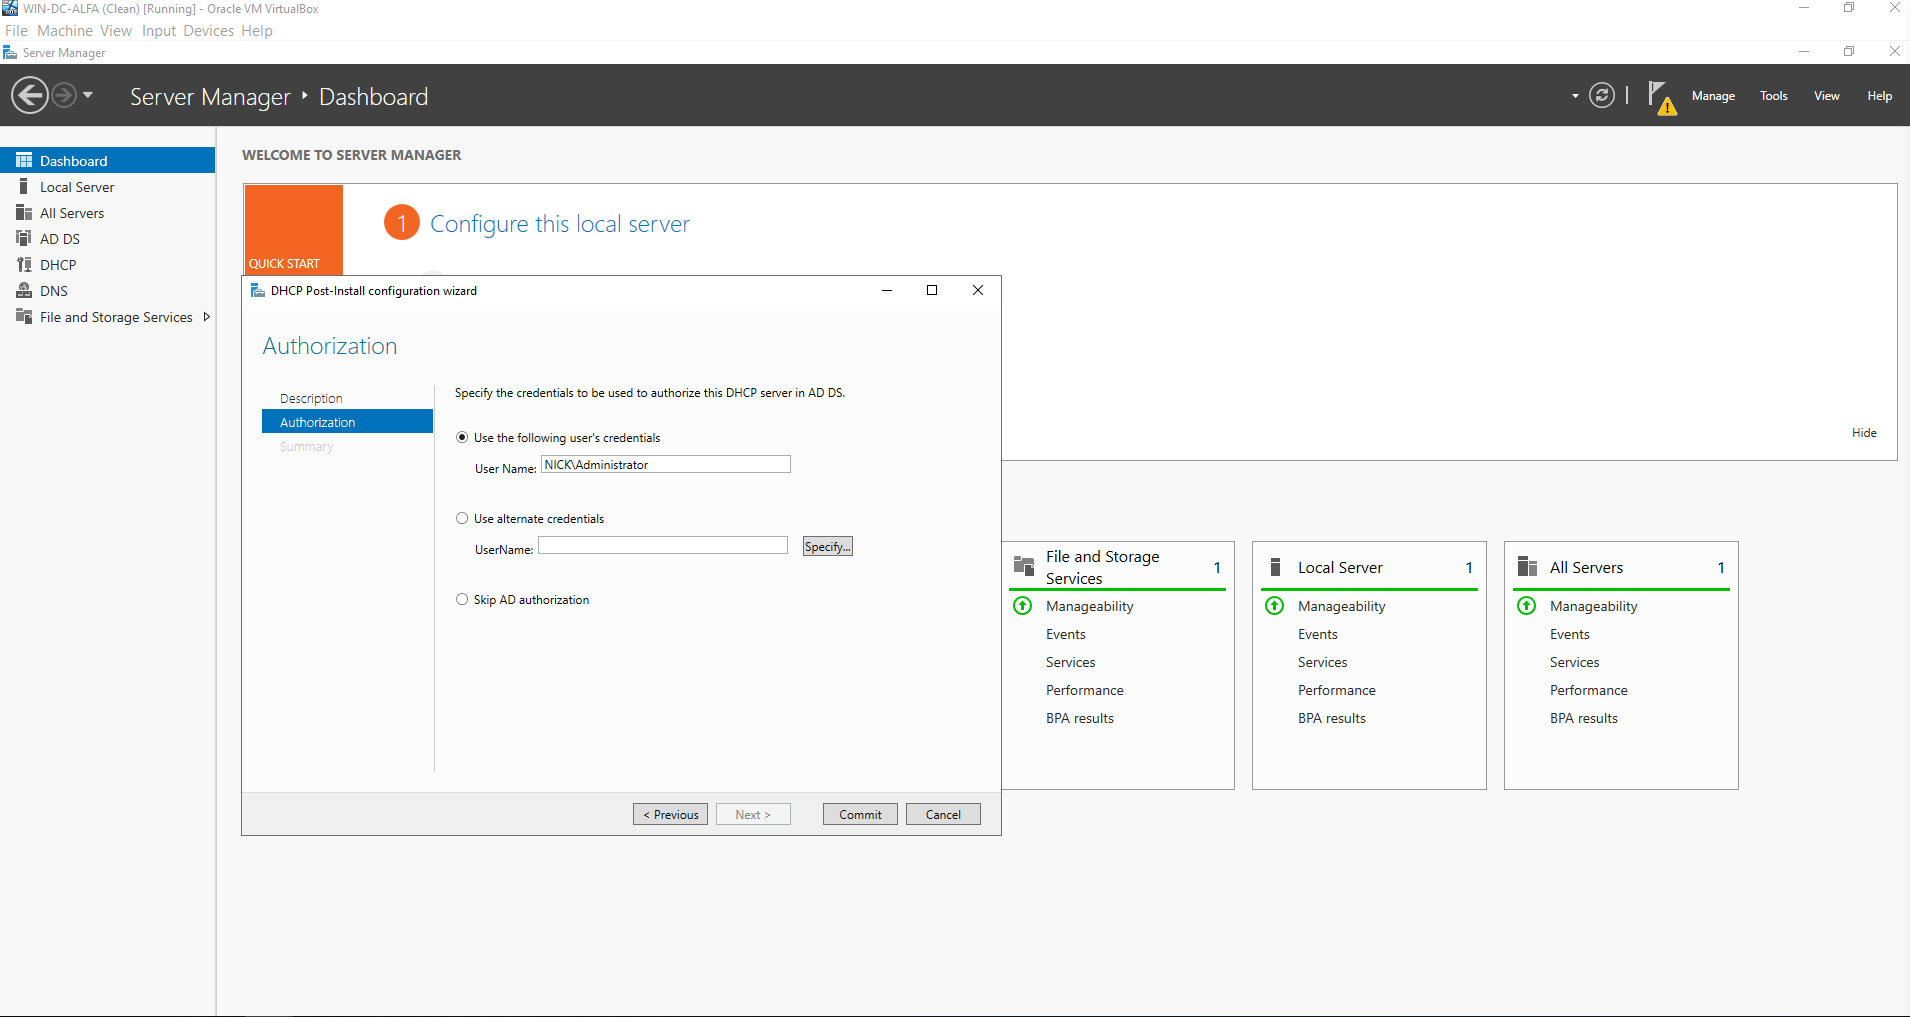 WIN-DC-ALFA (Clean) [Running] - Oracle VM VirtualBox
File Machine View Input Devices Help
Server Manager
Server Manager Dashboard
Manage Tools View Help
Dashboard
Local Server
All Servers
AD DS
DHCP
DNS
File and Storage Services
WELCOME TO SERVER MANAGER
QUICK START
1 Configure this local server
Hide
DHCP Post-Install configuration wizard
Authorization
Description
Authorization
Summary
Specify the credentials to be used to authorize this DHCP server in AD DS.
Use the following user's credentials
User Name: NICK\Administrator
Use alternate credentials
UserName: Specify...
Skip AD authorization
< Previous Next > Commit Cancel
File and Storage
Services 1
Manageability
Events
Services
Performance
BPA results
Local Server 1
Manageability
Events
Services
Performance
BPA results
All Servers 1
Manageability
Events
Services
Performance
BPA results